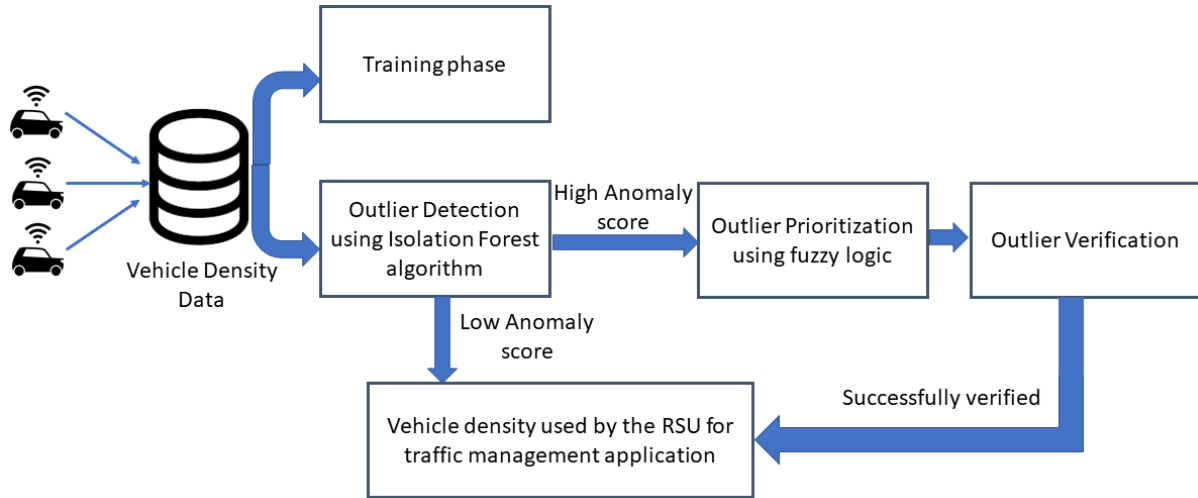 Training phase
Vehicle Density
Data
Outlier Detection
using Isolation Forest
algorithm
High Anomaly
score
Outlier Prioritization
using fuzzy logic
Outlier Verification
Low Anomaly
score
Successfully verified
Vehicle density used by the RSU for
traffic management application